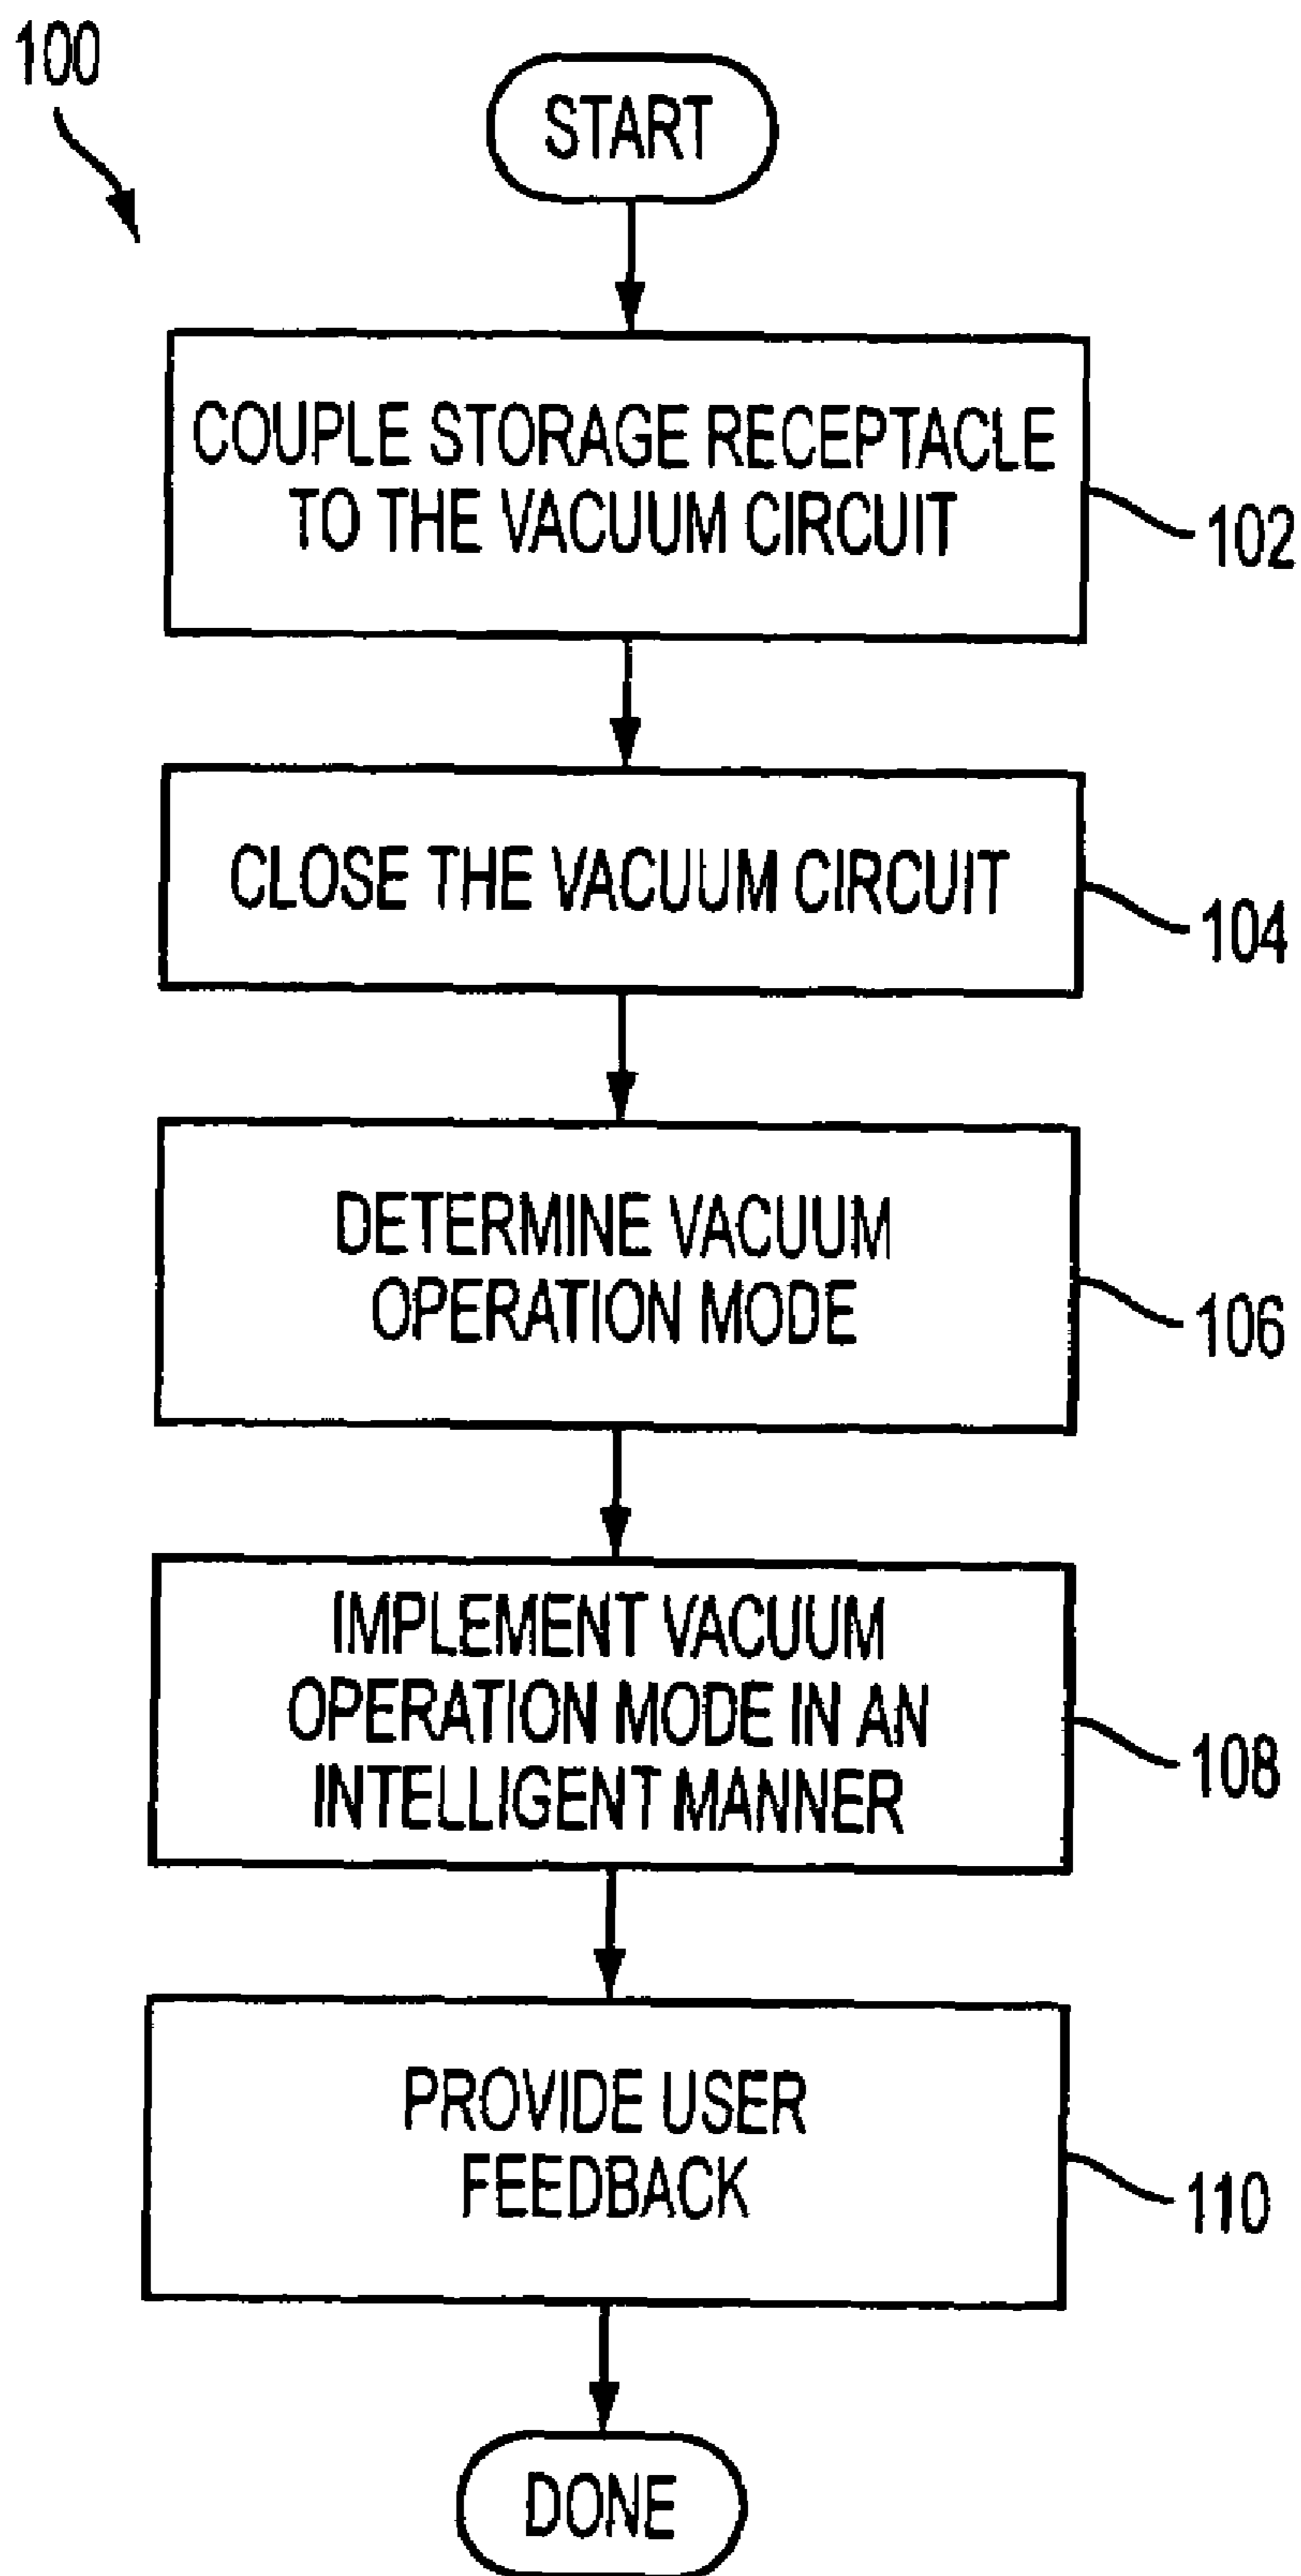 100
START
COUPLE STORAGE RECEPTACLE
TO THE VACUUM CIRCUIT
102
CLOSE THE VACUUM CIRCUIT
104
DETERMINE VACUUM
OPERATION MODE
106
IMPLEMENT VACUUM
OPERATION MODE IN AN
INTELLIGENT MANNER
108
PROVIDE USER
FEEDBACK
110
DONE